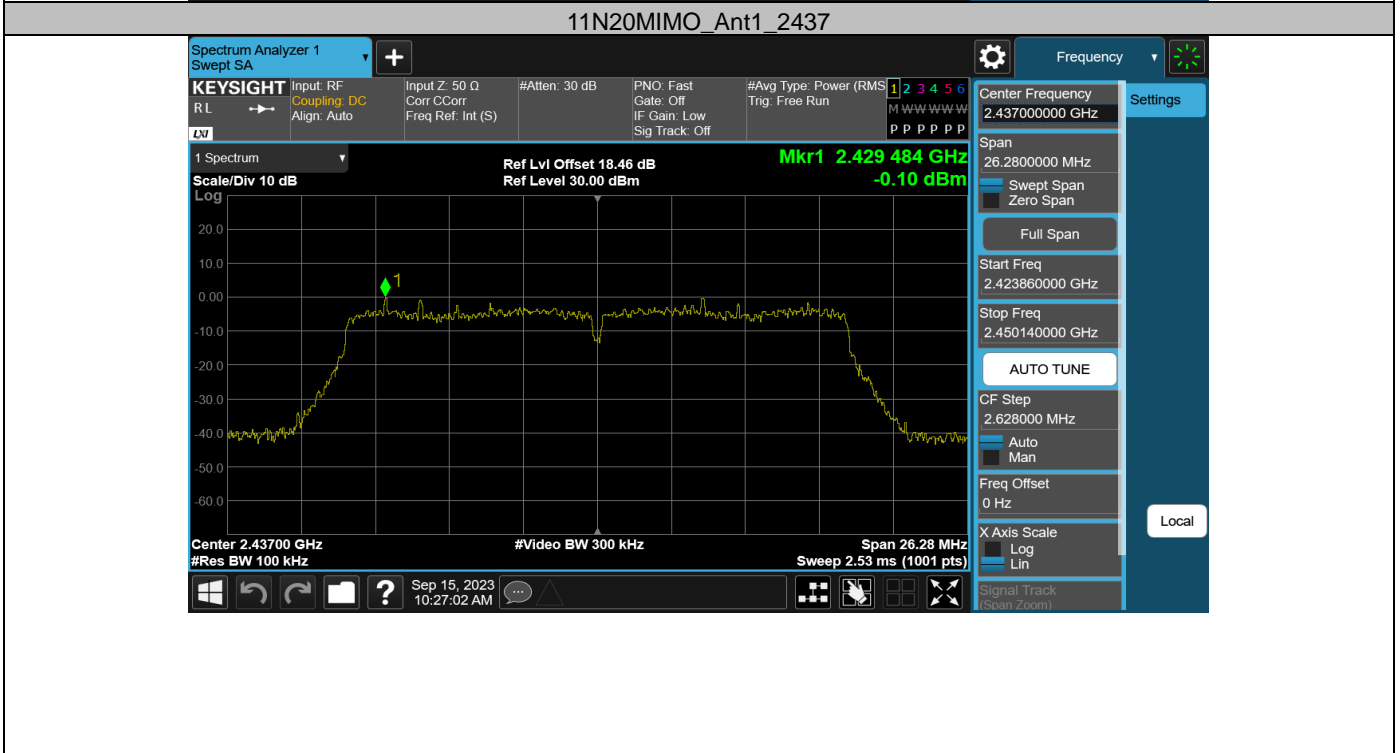 11N20MIMO_Ant1_2437
Spectrum Analyzer 1
Swept SA
+
Frequency
KEYSIGHT
R L
LXI
Input: RF
Coupling: DC
Align: Auto
Input Z: 50 Ω
Corr CCorr
Freq Ref: Int (S)
#Atten: 30 dB
PNO: Fast
Gate: Off
IF Gain: Low
Sig Track: Off
#Avg Type: Power (RMS
Trig: Free Run
1 2 3 4 5 6
M W W W W W
P P P P P P
1 Spectrum
Scale/Div 10 dB
Log
Ref Lvl Offset 18.46 dB
Ref Level 30.00 dBm
Mkr1 2.429 484 GHz
-0.10 dBm
1
20.0
10.0
0.00
-10.0
-20.0
-30.0
-40.0
-50.0
-60.0
Center 2.43700 GHz
#Video BW 300 kHz
Span 26.28 MHz
#Res BW 100 kHz
Sweep 2.53 ms (1001 pts)
?
Sep 15, 2023
10:27:02 AM
Center Frequency
2.437000000 GHz
Span
26.2800000 MHz
Swept Span
Zero Span
Full Span
Start Freq
2.423860000 GHz
Stop Freq
2.450140000 GHz
AUTO TUNE
CF Step
2.628000 MHz
Auto
Man
Freq Offset
0 Hz
X Axis Scale
Log
Lin
Signal Track
(Span Zoom)
Settings
Local